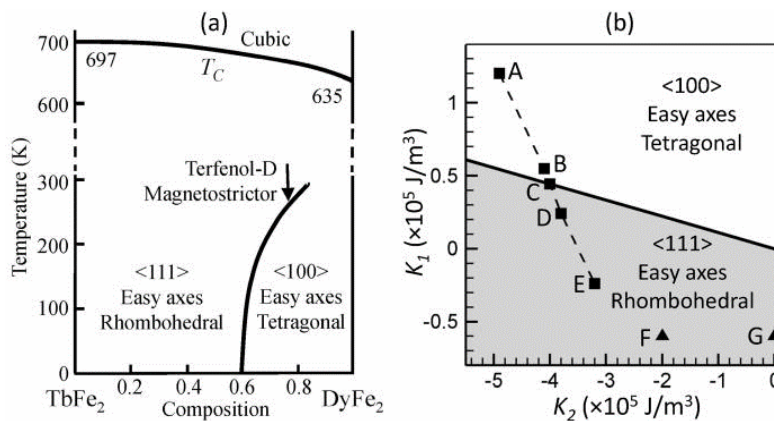 (a)
Temperature (K)
700
600
300
200
100
0
697
Cubic
T_C
635
Terfenol-D
Magnetostrictor
<111>
Easy axes
Rhombohedral
<100>
Easy axes
Tetragonal
0.2 0.4 0.6 0.8
TbFe₂ Composition DyFe₂
(b)
K₁ (×10⁵ J/m³)
1
0.5
0
-0.5
A
B
C
D
E
F
G
<100>
Easy axes
Tetragonal
<111>
Easy axes
Rhombohedral
-5 -4 -3 -2 -1 0
K₂ (×10⁵ J/m³)